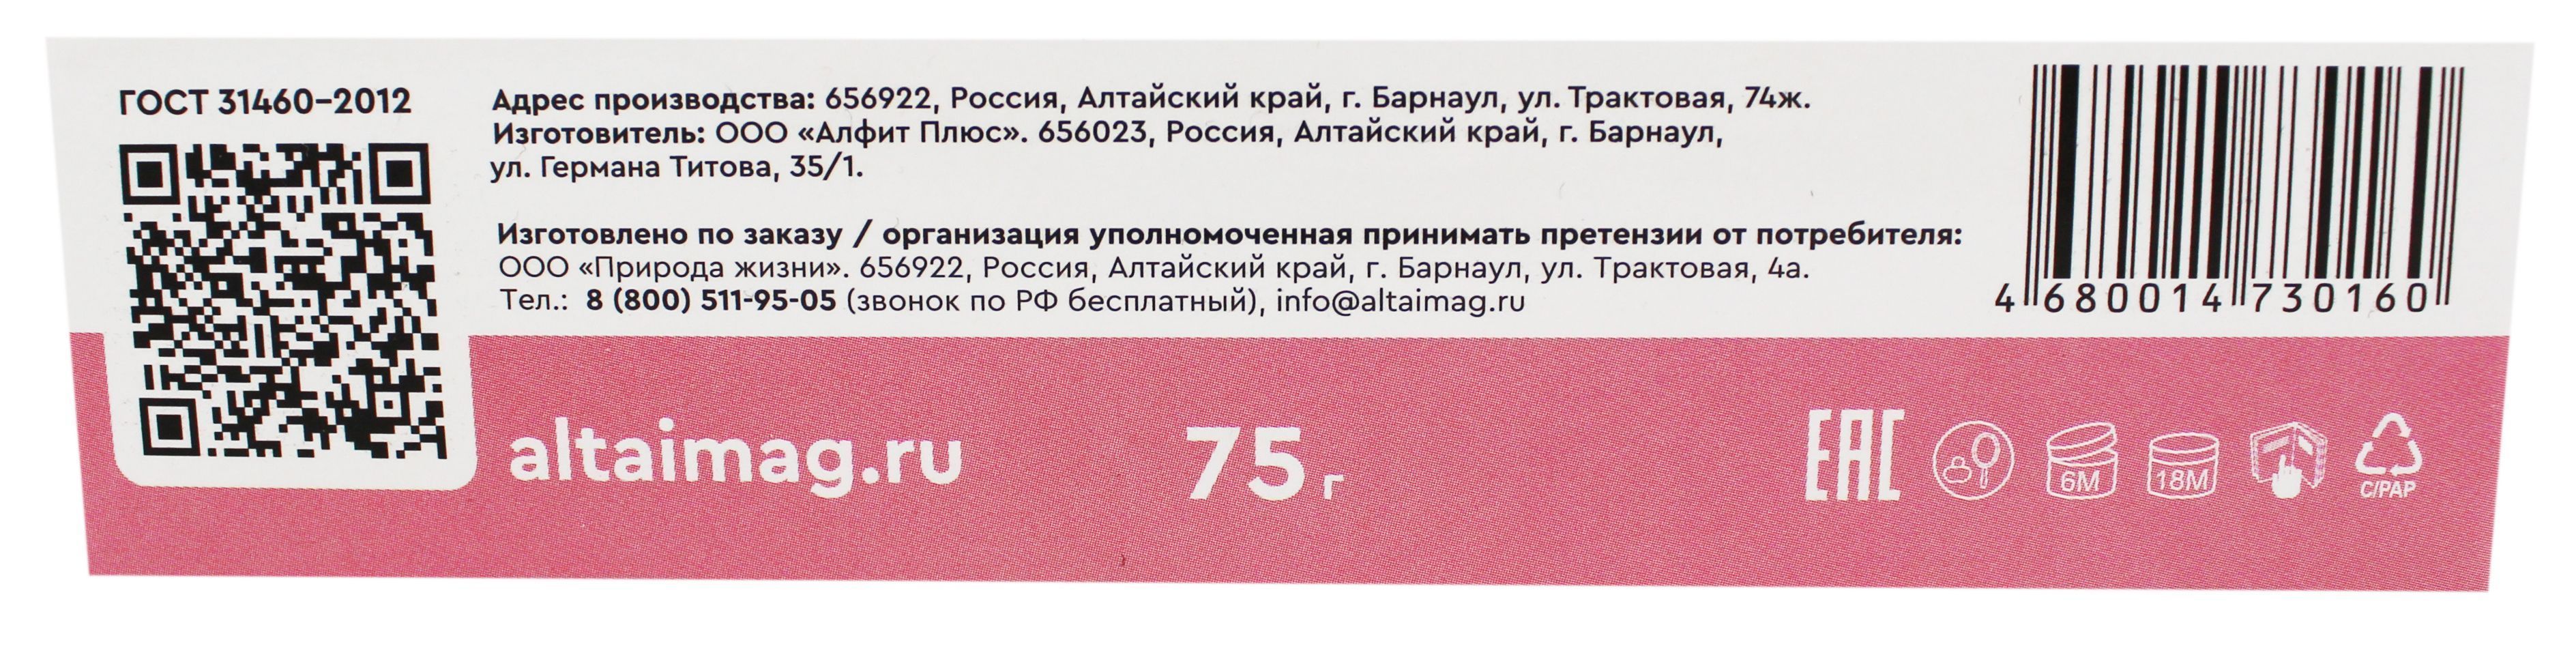 ГОСТ 31460-2012
Адрес производства: 656922, Россия, Алтайский край, г. Барнаул, ул. Трактовая, 74ж.
Изготовитель: ООО «Алфит Плюс». 656023, Россия, Алтайский край, г. Барнаул,
ул. Германа Титова, 35/1.
Изготовлено по заказу / организация уполномоченная принимать претензии от потребителя:
ООО «Природа жизни». 656922, Россия, Алтайский край, г. Барнаул, ул. Трактовая, 4а.
Тел.: 8 (800) 511-95-05 (звонок по РФ бесплатный), info@altaimag.ru
4 680014 730160
altaimag.ru
75 г
EAC
6M
18M
C/PAP